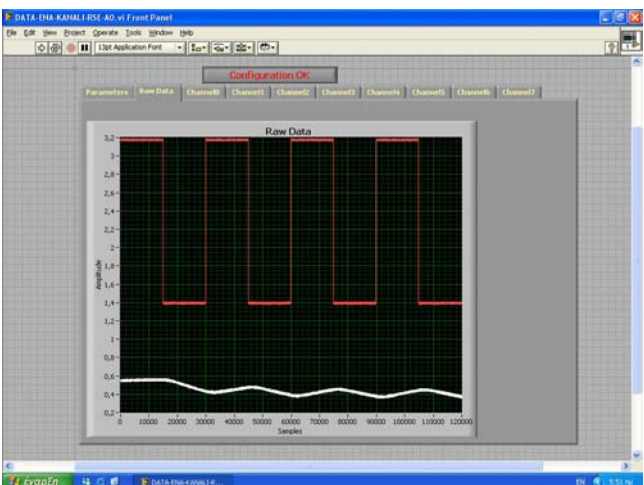 DATA-ENA-KANALI-RSE-AO.vi Front Panel
File Edit View Project Operate Tools Window Help
13pt Application Font
Configuration OK
Parameters Raw Data Channel0 Channel1 Channel2 Channel3 Channel4 Channel5 Channel6 Channel7
Raw Data
3,2
3
2,8
2,6
2,4
2,2
2
1,8
1,6
1,4
1,2
1
0,8
0,6
0,4
0,2
Amplitude
0 10000 20000 30000 40000 50000 60000 70000 80000 90000 100000 110000 120000
Samples
έναρξη
DATA-ENA-KANALI-R...
EN
5:51 πμ